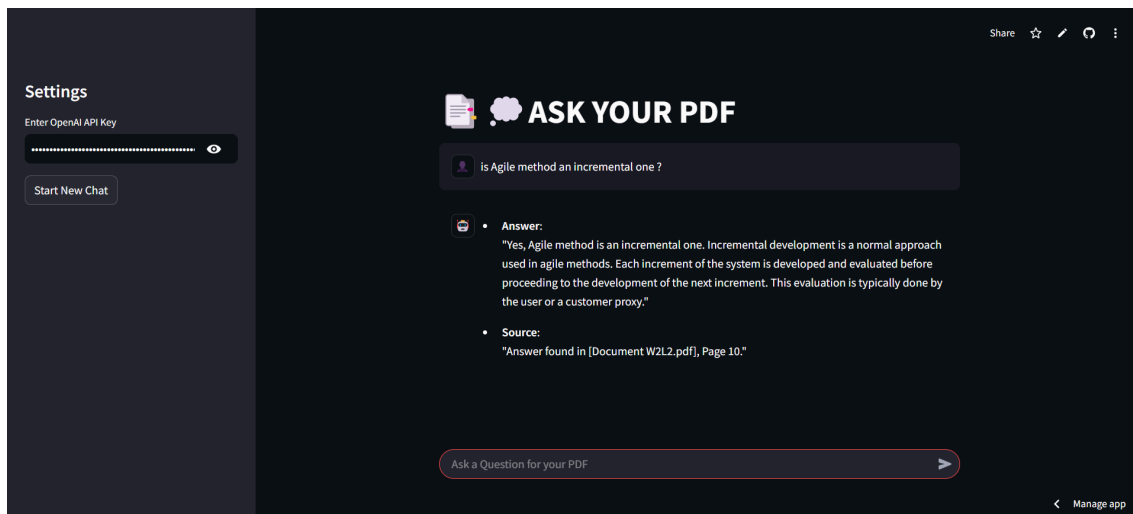 Share
Settings
Enter OpenAI API Key
Start New Chat
ASK YOUR PDF
is Agile method an incremental one ?
Answer:
"Yes, Agile method is an incremental one. Incremental development is a normal approach
used in agile methods. Each increment of the system is developed and evaluated before
proceeding to the development of the next increment. This evaluation is typically done by
the user or a customer proxy."
Source:
"Answer found in [Document W2L2.pdf], Page 10."
Ask a Question for your PDF
Manage app